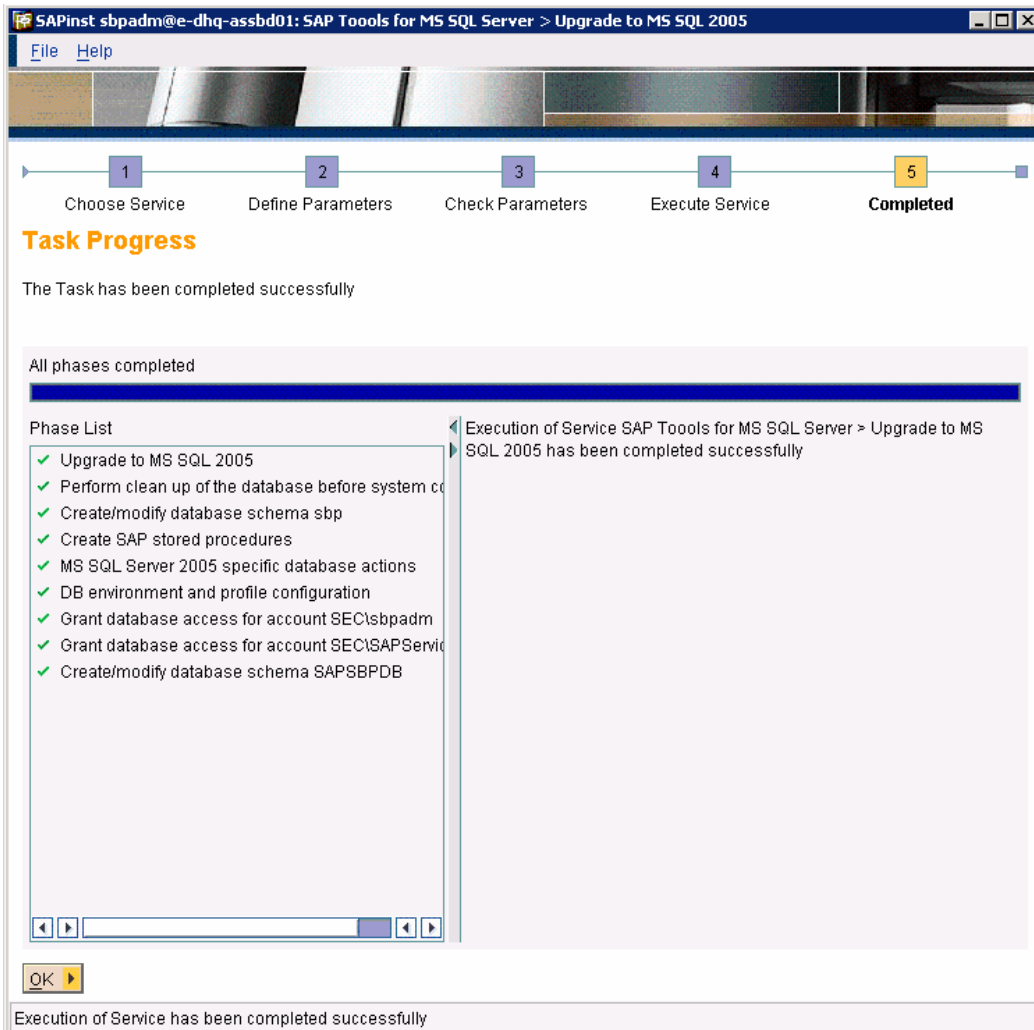 SAPinst sbpadm@e-dhq-assbd01: SAP Toools for MS SQL Server > Upgrade to MS SQL 2005
File Help
1 2 3 4 5
Choose Service Define Parameters Check Parameters Execute Service Completed
Task Progress
The Task has been completed successfully
All phases completed
Phase List
Upgrade to MS SQL 2005
Perform clean up of the database before system co
Create/modify database schema sbp
Create SAP stored procedures
MS SQL Server 2005 specific database actions
DB environment and profile configuration
Grant database access for account SEC\sbpadm
Grant database access for account SEC\SAPServic
Create/modify database schema SAPSBPDB
Execution of Service SAP Toools for MS SQL Server > Upgrade to MS
SQL 2005 has been completed successfully
OK
Execution of Service has been completed successfully